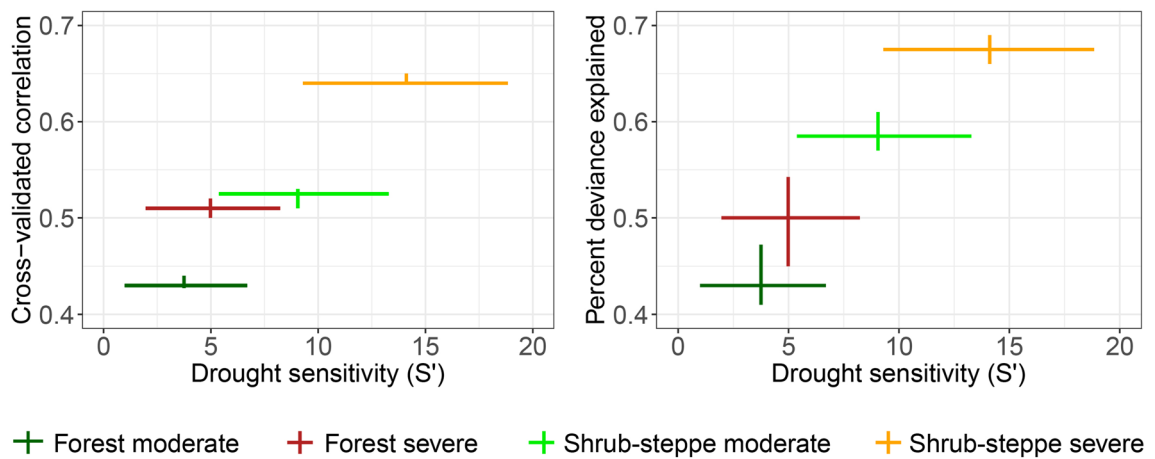 Cross−validated correlation
0.7
0.6
0.5
0.4
0 5 10 15 20
Drought sensitivity (S')
Percent deviance explained
0.7
0.6
0.5
0.4
0 5 10 15 20
Drought sensitivity (S')
Forest moderate Forest severe Shrub-steppe moderate Shrub-steppe severe